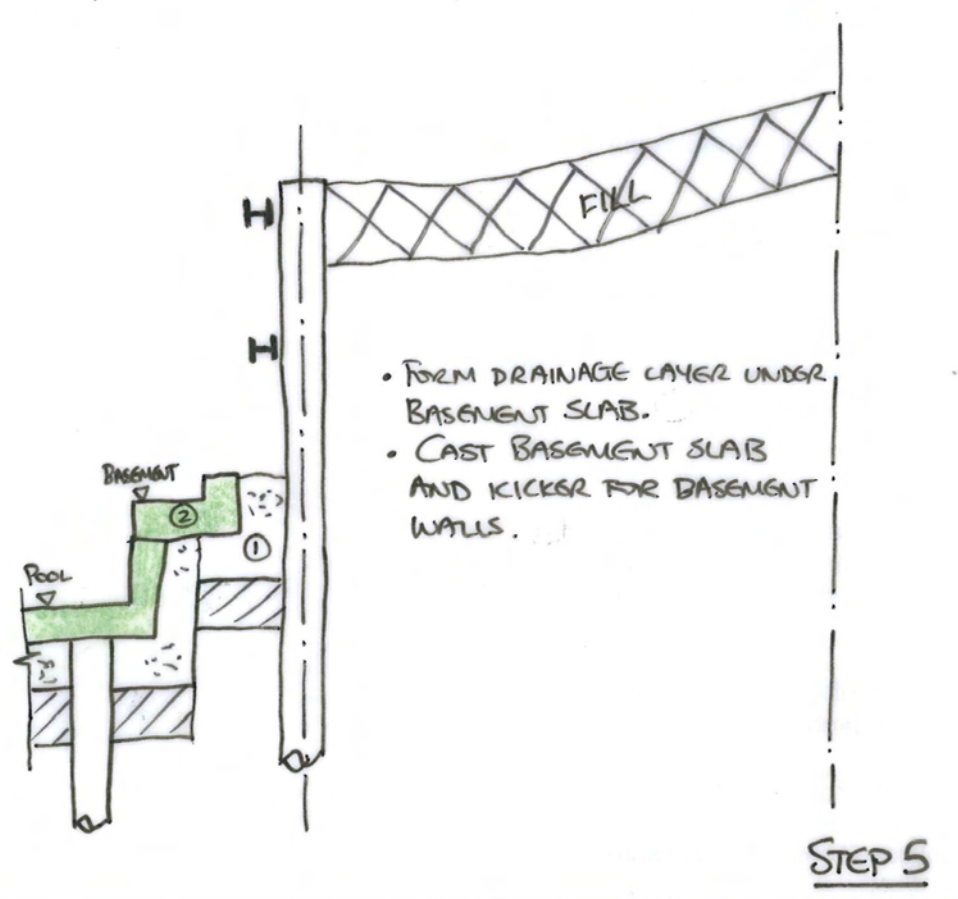 FILL
• FORM DRAINAGE LAYER UNDER
BASEMENT SLAB.
• CAST BASEMENT SLAB
AND KICKER FOR BASEMENT
WALLS.
BASEMENT
2
1
POOL
STEP 5